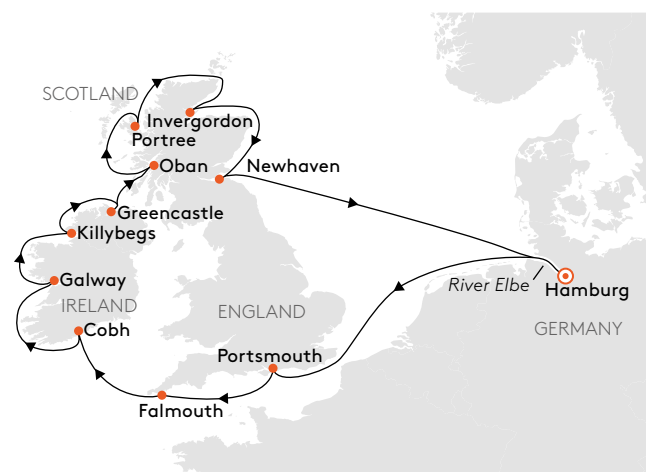 SCOTLAND
Invergordon
Portree
Oban
Newhaven
Greencastle
Killybegs
Galway
River Elbe
Hamburg
IRELAND
ENGLAND
Cobh
GERMANY
Portsmouth
Falmouth